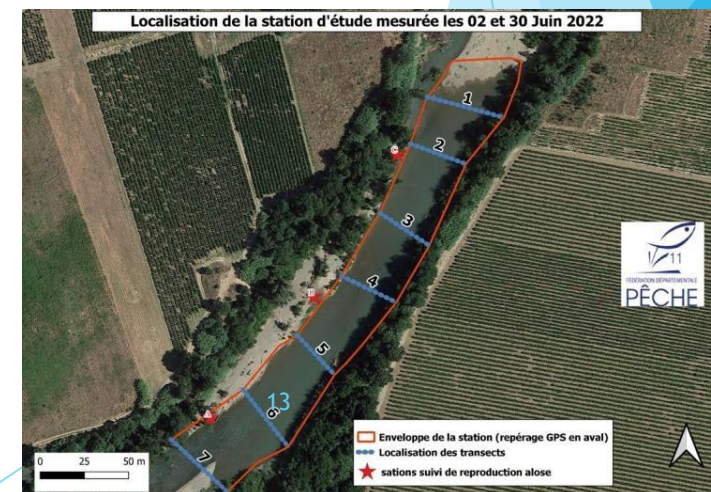 Localisation de la station d'étude mesurée les 02 et 30 Juin 2022
1
2
C
3
4
B
5
13
6
A
7
11
FÉDÉRATION DÉPARTEMENTALE
PÊCHE
Enveloppe de la station (repérage GPS en aval)
Localisation des transects
sations suivi de reproduction alose
0 25 50 m